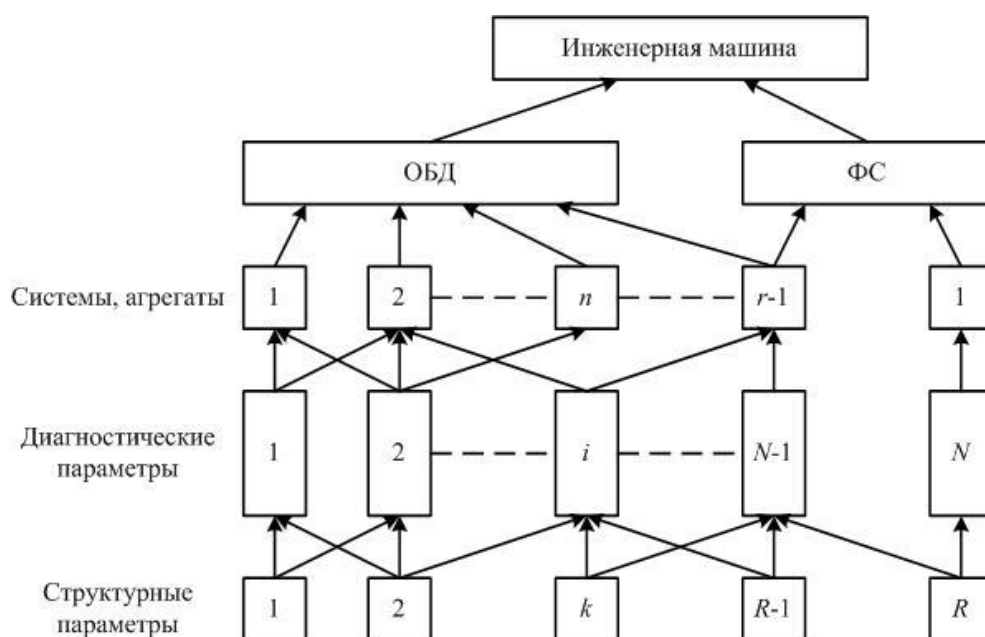 Инженерная машина
ОБД
ФС
Системы, агрегаты
1
2
n
r-1
1
Диагностические
параметры
1
2
i
N-1
N
Структурные
параметры
1
2
k
R-1
R